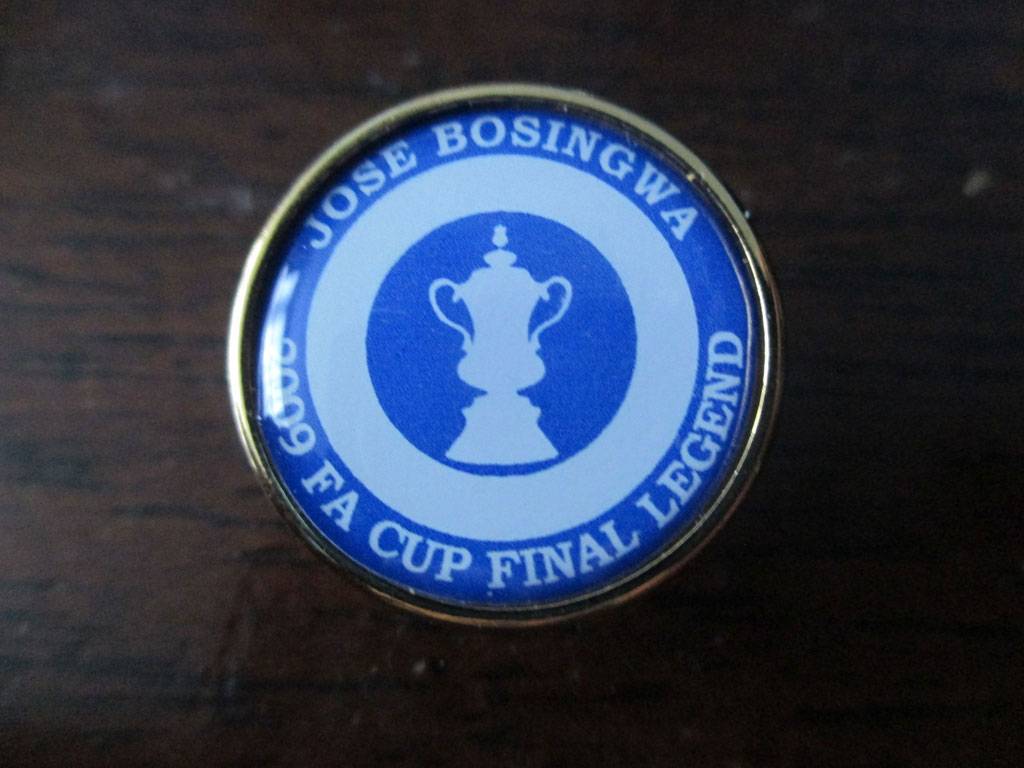 JOSE BOSINGWA
2009 FA CUP FINAL LEGEND